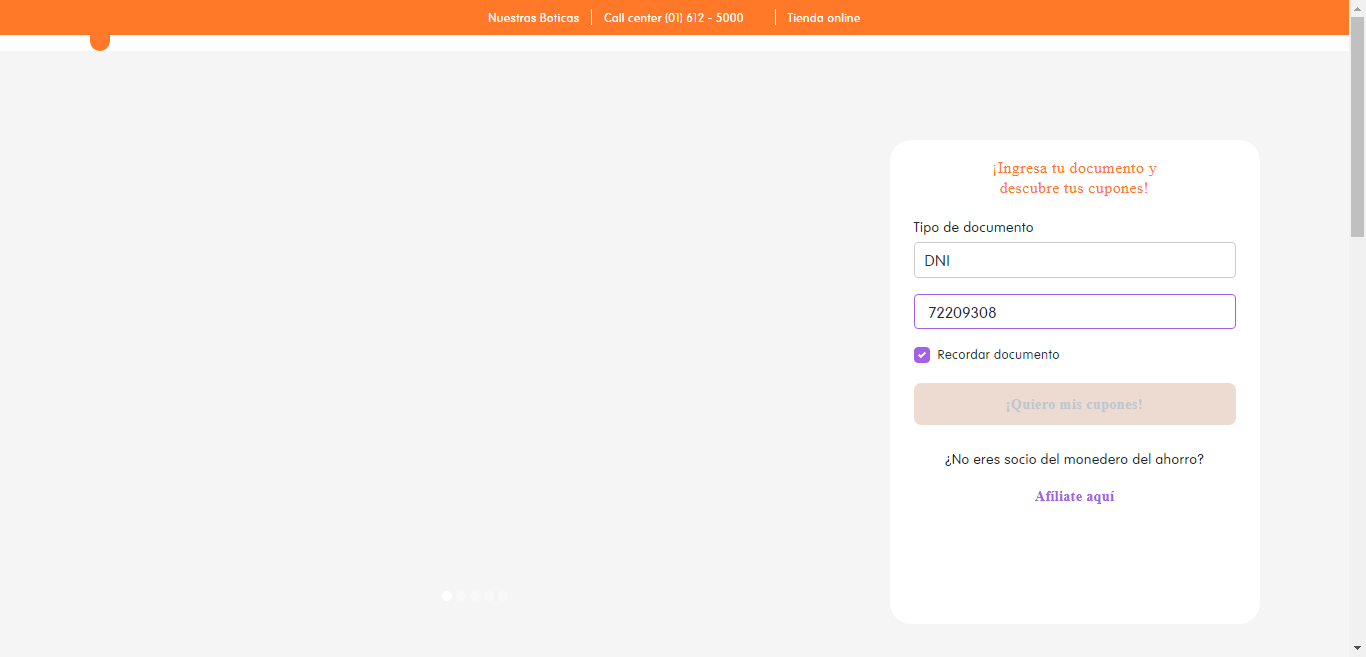 Nuestras Boticas
Call center (01) 612 - 5000
Tienda online
¡Ingresa tu documento y
descubre tus cupones!
Tipo de documento
DNI
72209308
Recordar documento
¡Quiero mis cupones!
¿No eres socio del monedero del ahorro?
Afíliate aquí